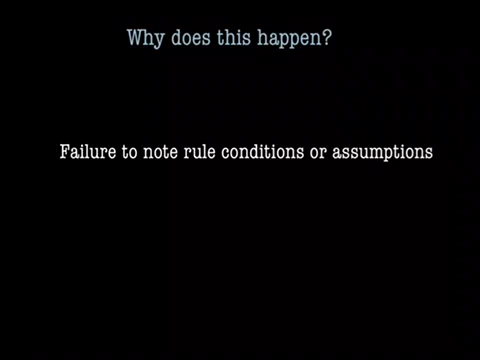 Why does this happen?
Failure to note rule conditions or assumptions